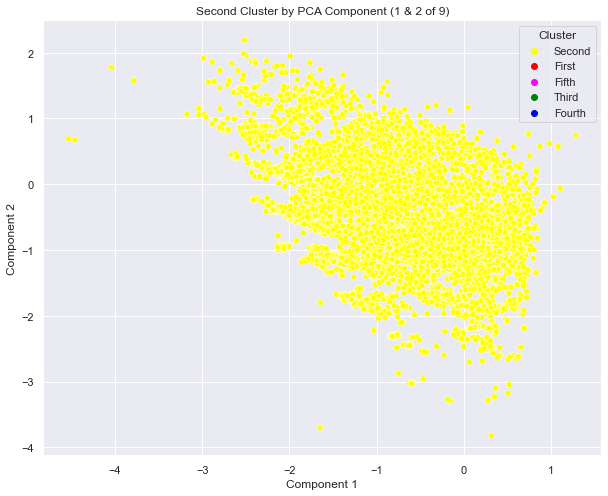 Second Cluster by PCA Component (1 & 2 of 9)
Cluster
Second
First
Fifth
Third
Fourth
2
1
0
−1
−2
−3
−4
Component 2
−4 −3 −2 −1 0 1
Component 1